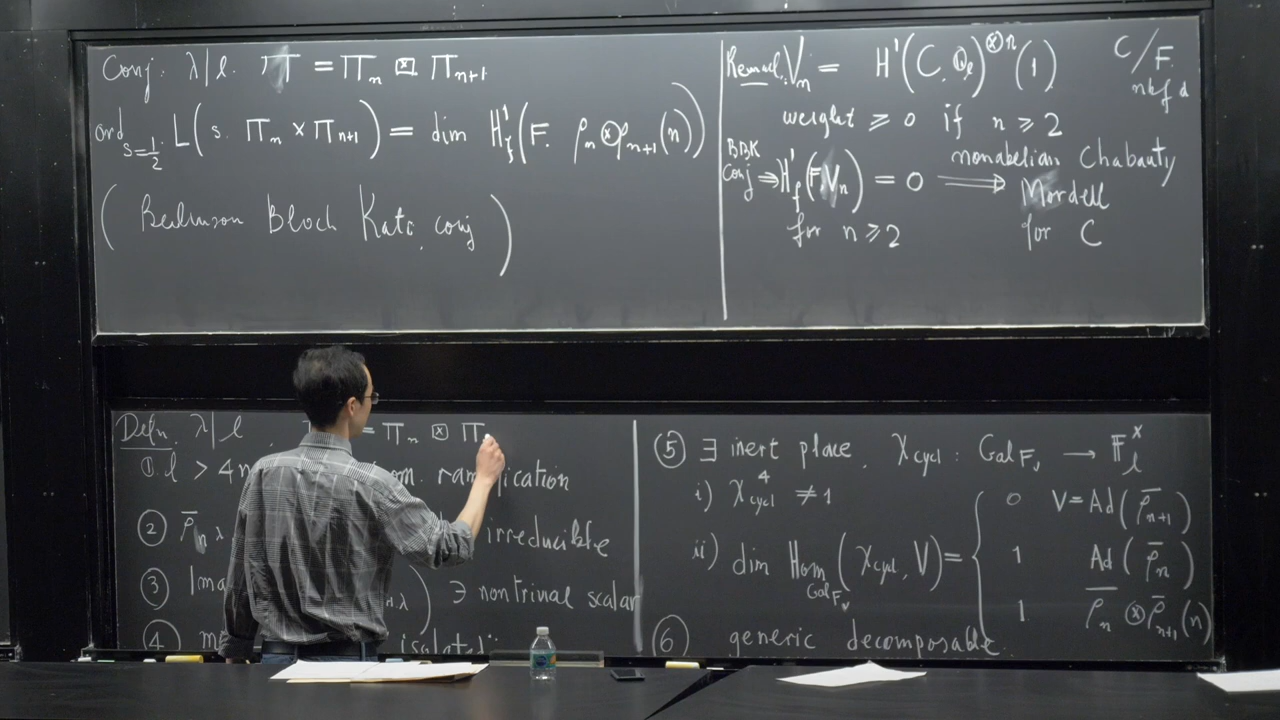 Conj. λ|ℓ. Π = Π_n ⊠ Π_{n+1}
ord_{s=1/2} L(s. Π_n × Π_{n+1}) = dim H^1_f(F. ρ_n ⊗ ρ_{n+1}(n))
(Beilinson Bloch Kato. conj)
Remark. V_n = H^1(C, Q_ℓ)^{⊗n}(1)
C/F.
nbfd
weight ⩾ 0 if n ⩾ 2
BBK
Conj ⇒ H^1_f(F, V_n) = 0 ⟹ nonabelian Chabauty
Mordell
for n ⩾ 2
for C
Defn. λ|ℓ. = Π_n ⊠ Π
①. ℓ > 4n ramification
② ρ̄_n λ irreducible
③ Ima λ) ∋ nontrivial scalar
④ isolated
⑤ ∃ inert place. χ_cycl : Gal_{F_v} → F_ℓ^×
i) χ_cycl^4 ≠ 1
ii) dim Hom_{Gal_{F_v}}(χ_cycl, V) = { 0 V = Ad(ρ̄_{n+1})
1 Ad(ρ̄_n)
1 ρ̄_n ⊗ ρ̄_{n+1}(n)
⑥ generic decomposable.